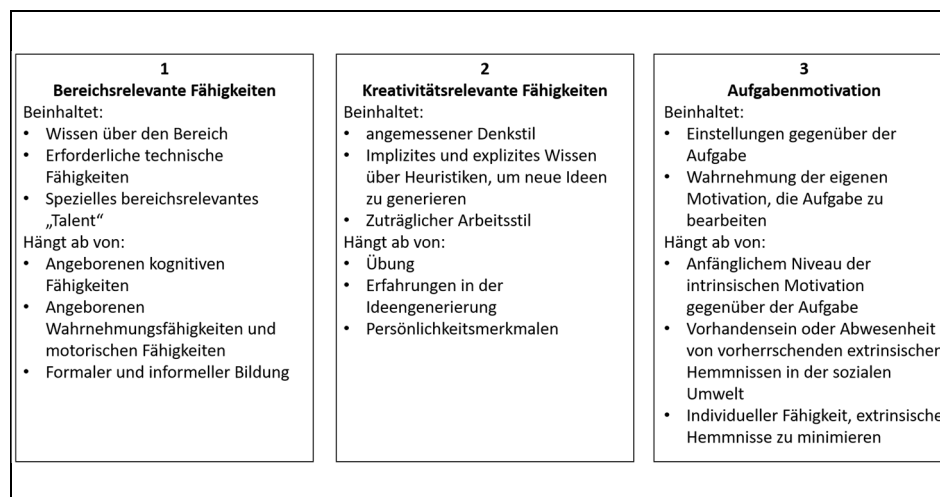 1
Bereichsrelevante Fähigkeiten
Beinhaltet:
• Wissen über den Bereich
• Erforderliche technische
Fähigkeiten
• Spezielles bereichsrelevantes
„Talent“
Hängt ab von:
• Angeborenen kognitiven
Fähigkeiten
• Angeborenen
Wahrnehmungsfähigkeiten und
motorischen Fähigkeiten
• Formaler und informeller Bildung
2
Kreativitätsrelevante Fähigkeiten
Beinhaltet:
• angemessener Denkstil
• Implizites und explizites Wissen
über Heuristiken, um neue Ideen
zu generieren
• Zuträglicher Arbeitsstil
Hängt ab von:
• Übung
• Erfahrungen in der
Ideengenerierung
• Persönlichkeitsmerkmalen
3
Aufgabenmotivation
Beinhaltet:
• Einstellungen gegenüber der
Aufgabe
• Wahrnehmung der eigenen
Motivation, die Aufgabe zu
bearbeiten
Hängt ab von:
• Anfänglichem Niveau der
intrinsischen Motivation
gegenüber der Aufgabe
• Vorhandensein oder Abwesenheit
von vorherrschenden extrinsischen
Hemmnissen in der sozialen
Umwelt
• Individueller Fähigkeit, extrinsische
Hemmnisse zu minimieren